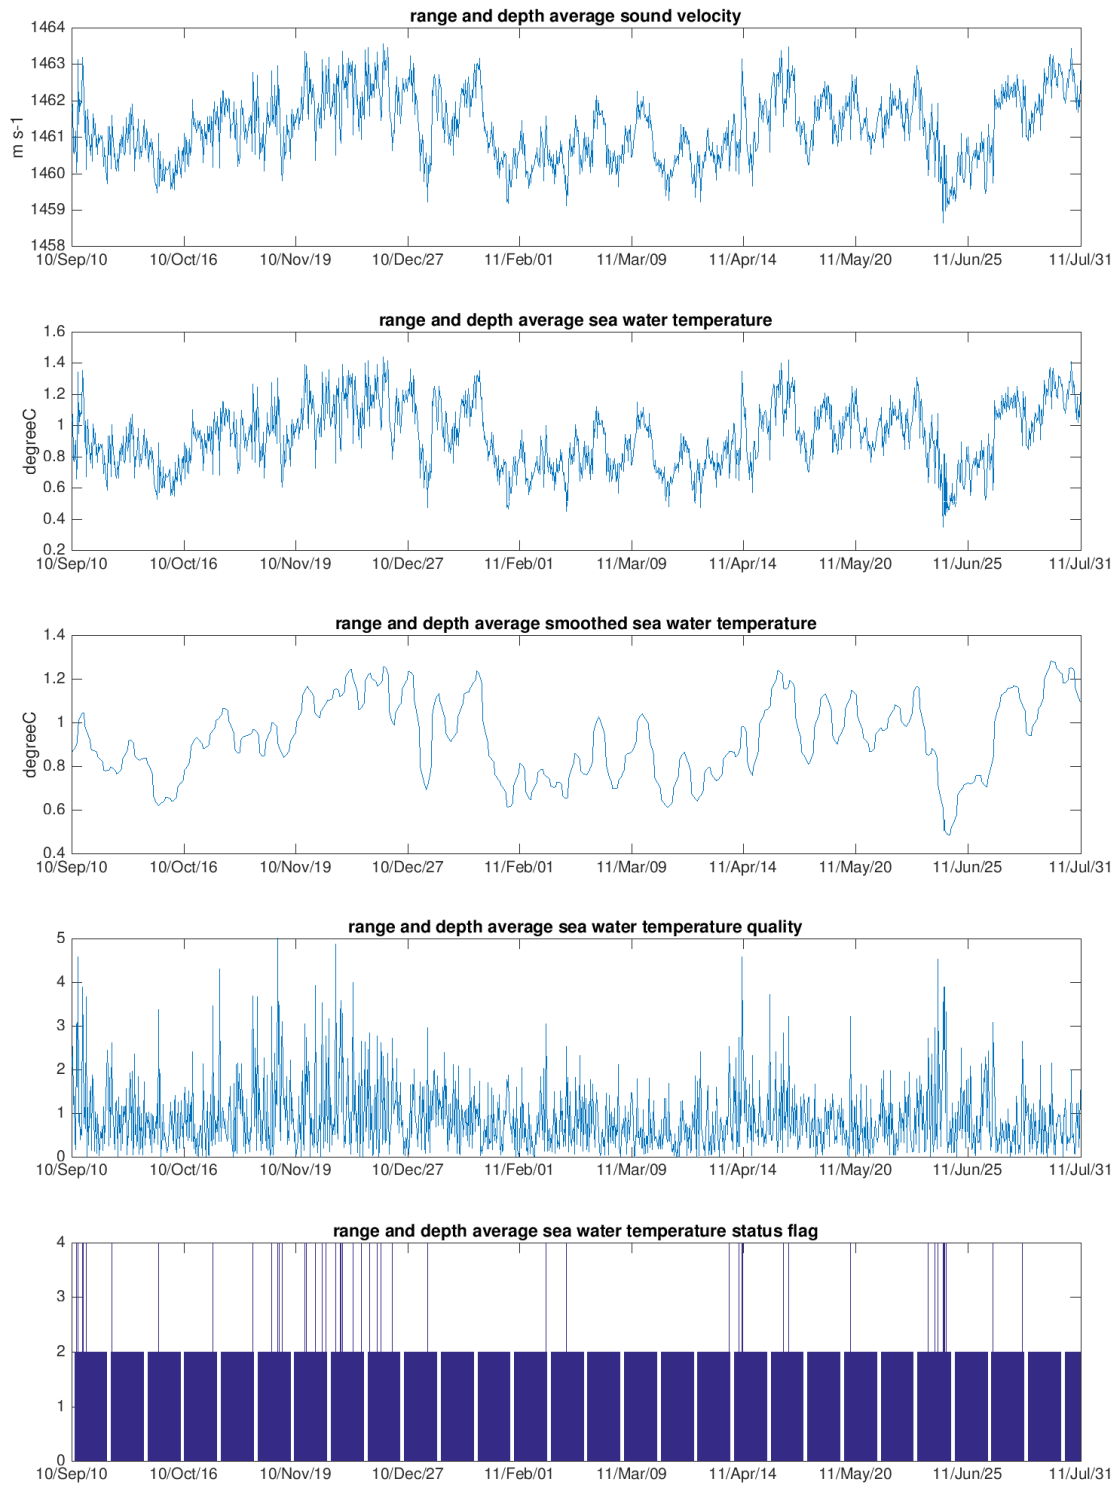 range and depth average sound velocity
1464
1463
1462
1461
1460
1459
1458
m s-1
10/Sep/10 10/Oct/16 10/Nov/19 10/Dec/27 11/Feb/01 11/Mar/09 11/Apr/14 11/May/20 11/Jun/25 11/Jul/31
range and depth average sea water temperature
1.6
1.4
1.2
1
0.8
0.6
0.4
0.2
degreeC
10/Sep/10 10/Oct/16 10/Nov/19 10/Dec/27 11/Feb/01 11/Mar/09 11/Apr/14 11/May/20 11/Jun/25 11/Jul/31
range and depth average smoothed sea water temperature
1.4
1.2
1
0.8
0.6
0.4
degreeC
10/Sep/10 10/Oct/16 10/Nov/19 10/Dec/27 11/Feb/01 11/Mar/09 11/Apr/14 11/May/20 11/Jun/25 11/Jul/31
range and depth average sea water temperature quality
5
4
3
2
1
0
10/Sep/10 10/Oct/16 10/Nov/19 10/Dec/27 11/Feb/01 11/Mar/09 11/Apr/14 11/May/20 11/Jun/25 11/Jul/31
range and depth average sea water temperature status flag
4
3
2
1
0
10/Sep/10 10/Oct/16 10/Nov/19 10/Dec/27 11/Feb/01 11/Mar/09 11/Apr/14 11/May/20 11/Jun/25 11/Jul/31